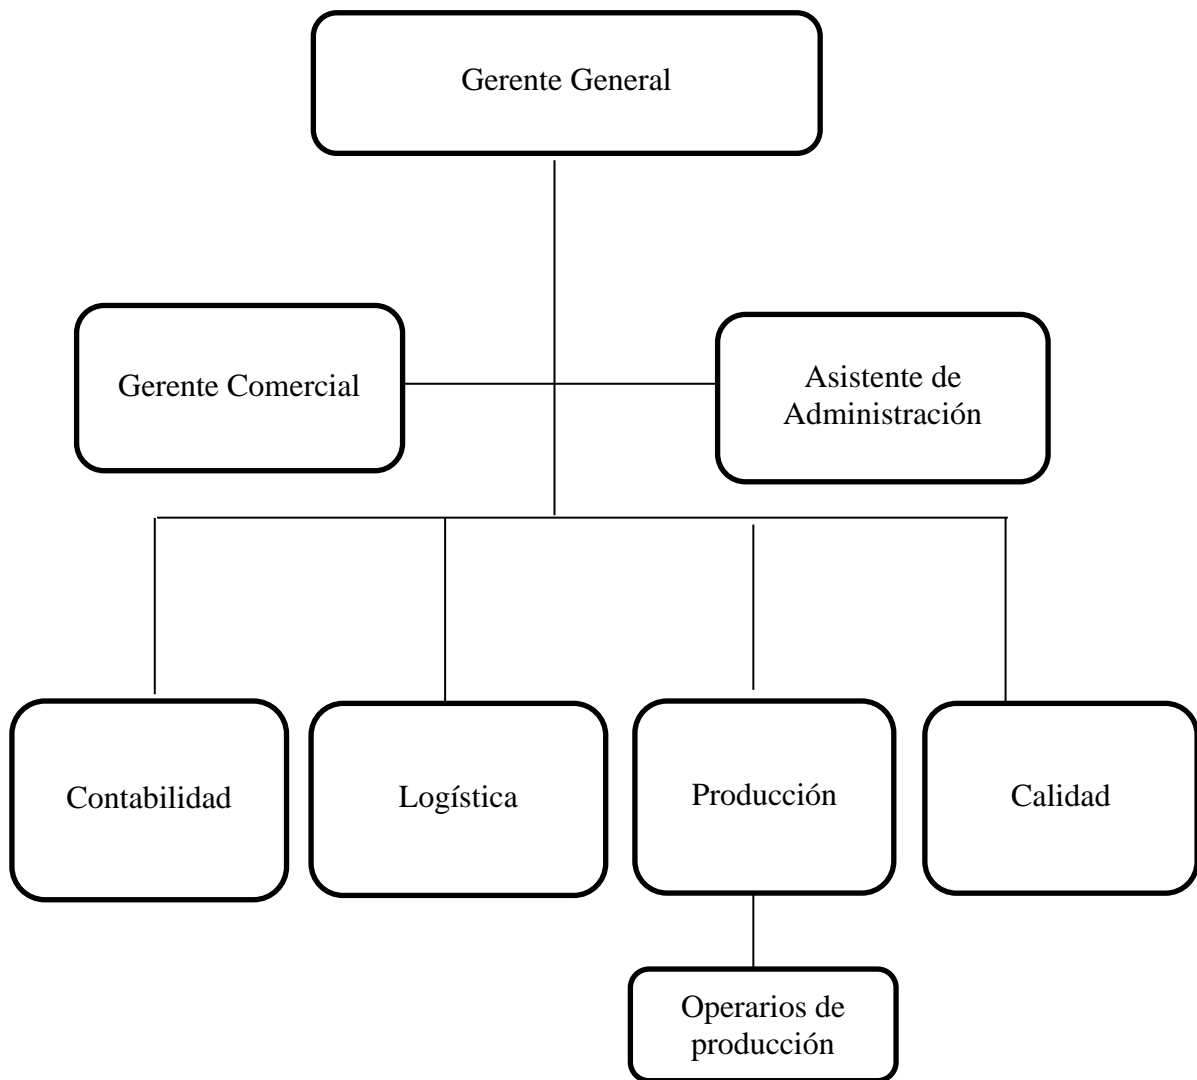 Gerente General
Gerente Comercial
Asistente de
Administración
Contabilidad
Logística
Producción
Calidad
Operarios de
producción